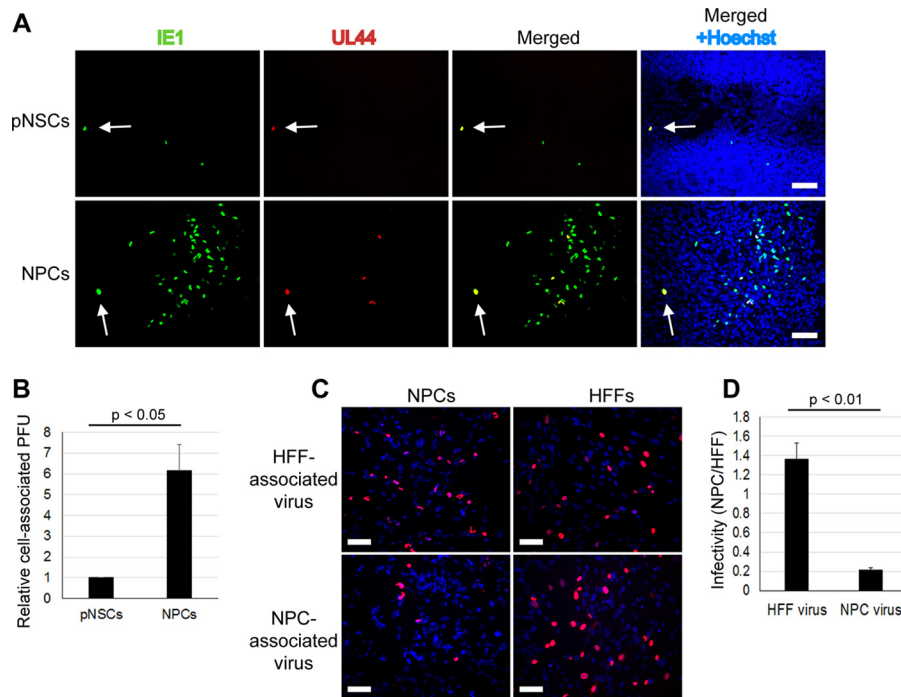 A
IE1 UL44 Merged Merged
+Hoechst
pNSCs
NPCs
B
p < 0.05
Relative cell-associated PFU
8
7
6
5
4
3
2
1
0
pNSCs NPCs
C
NPCs HFFs
HFF-
associated
virus
NPC-
associated
virus
D
p < 0.01
Infectivity (NPC/HFF)
1.8
1.6
1.4
1.2
1
0.8
0.6
0.4
0.2
0
HFF virus NPC virus